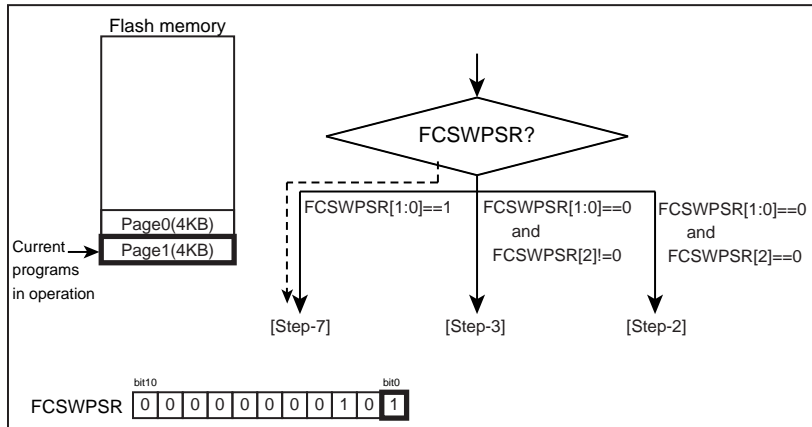 Flash memory
Page0(4KB)
Page1(4KB)
Current
programs
in operation
FCSWPSR?
FCSWPSR[1:0]==1
FCSWPSR[1:0]==0
and
FCSWPSR[2]!=0
FCSWPSR[1:0]==0
and
FCSWPSR[2]==0
[Step-7]
[Step-3]
[Step-2]
bit10
bit0
FCSWPSR
0 0 0 0 0 0 0 0 1 0 1